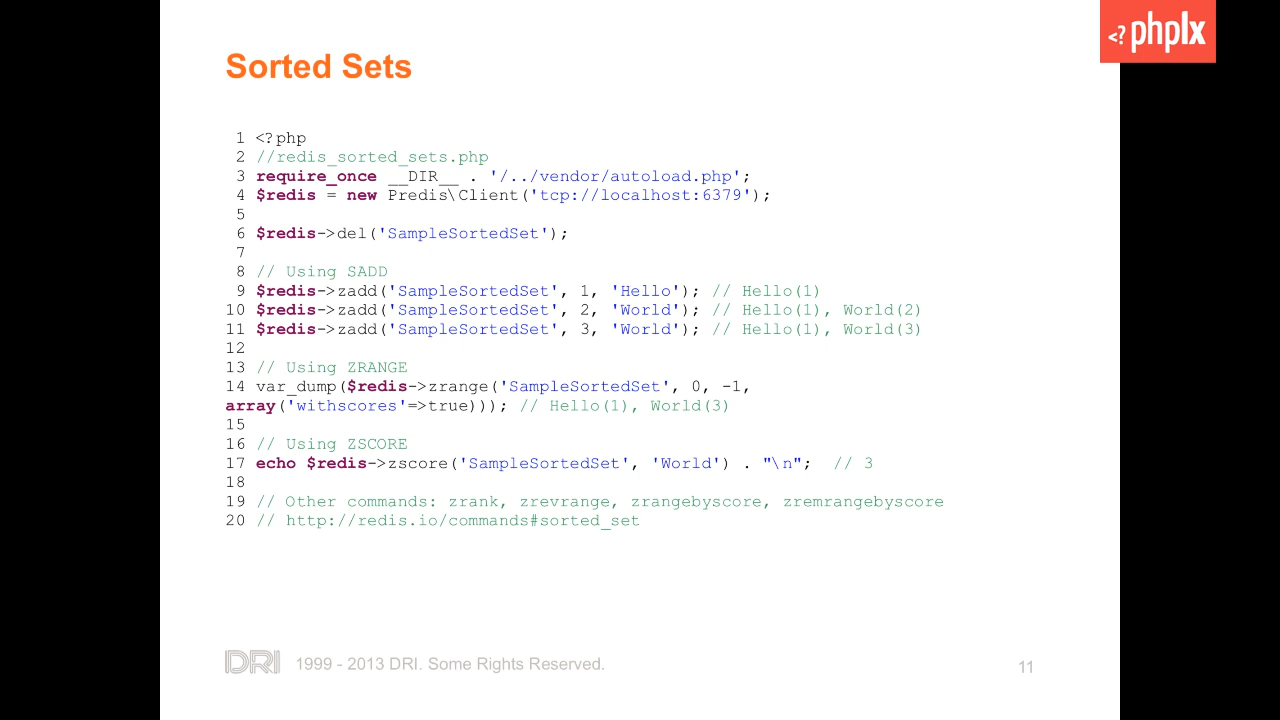 <? phplx
Sorted Sets
1 <?php
2 //redis_sorted_sets.php
3 require_once __DIR__ . '/../vendor/autoload.php';
4 $redis = new Predis\Client('tcp://localhost:6379');
5
6 $redis->del('SampleSortedSet');
7
8 // Using SADD
9 $redis->zadd('SampleSortedSet', 1, 'Hello'); // Hello(1)
10 $redis->zadd('SampleSortedSet', 2, 'World'); // Hello(1), World(2)
11 $redis->zadd('SampleSortedSet', 3, 'World'); // Hello(1), World(3)
12
13 // Using ZRANGE
14 var_dump($redis->zrange('SampleSortedSet', 0, -1,
array('withscores'=>true))); // Hello(1), World(3)
15
16 // Using ZSCORE
17 echo $redis->zscore('SampleSortedSet', 'World') . "\n"; // 3
18
19 // Other commands: zrank, zrevrange, zrangebyscore, zremrangebyscore
20 // http://redis.io/commands#sorted_set
DRI 1999 - 2013 DRI. Some Rights Reserved.
11